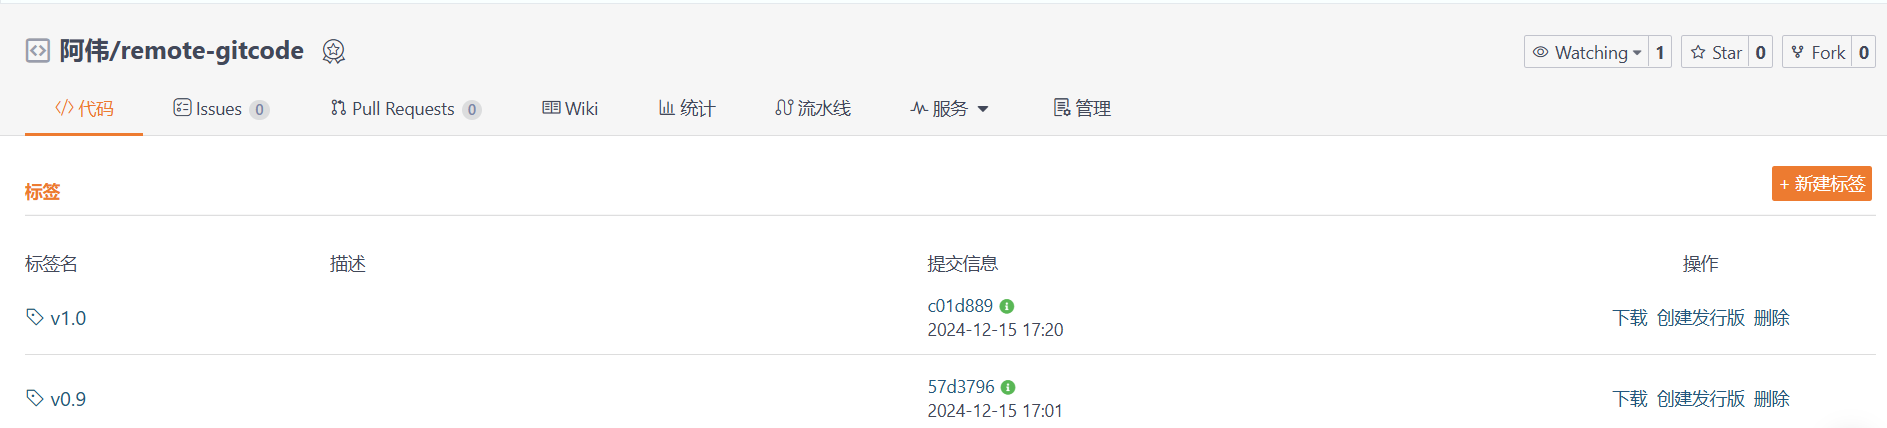 阿伟/remote-gitcode
Watching 1 Star 0 Fork 0
代码 Issues 0 Pull Requests 0 Wiki 统计 流水线 服务 管理
标签 + 新建标签
标签名 描述 提交信息 操作
v1.0 c01d889 下载 创建发行版 删除
2024-12-15 17:20
v0.9 57d3796 下载 创建发行版 删除
2024-12-15 17:01